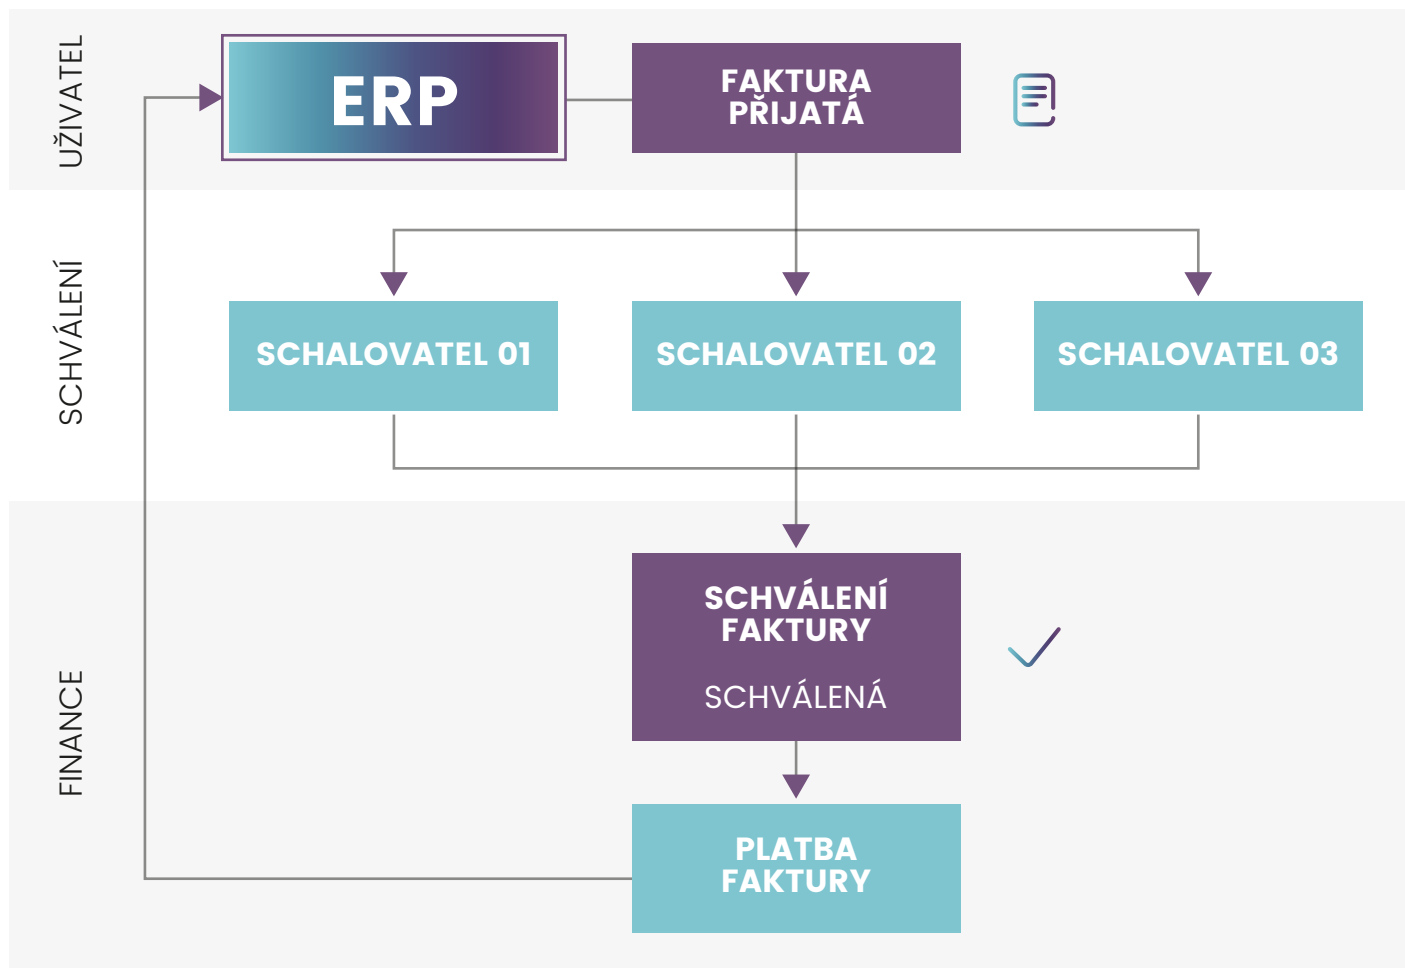 UŽIVATEL
ERP
FAKTURA
PŘIJATÁ
SCHVÁLENÍ
SCHALOVATEL 01
SCHALOVATEL 02
SCHALOVATEL 03
FINANCE
SCHVÁLENÍ
FAKTURY
SCHVÁLENÁ
PLATBA
FAKTURY